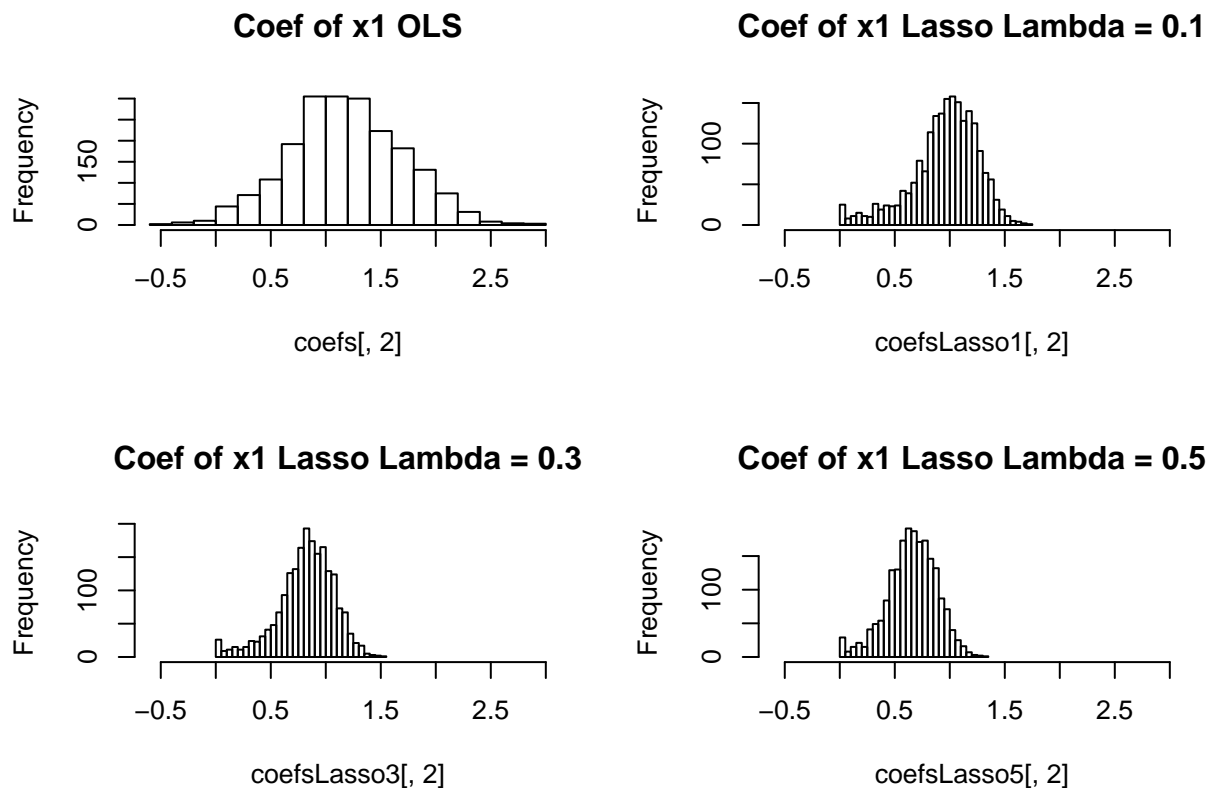 Coef of x1 OLS
Frequency
0
150
−0.5
0.5
1.5
2.5
coefs[, 2]
Coef of x1 Lasso Lambda = 0.1
Frequency
0
100
−0.5
0.5
1.5
2.5
coefsLasso1[, 2]
Coef of x1 Lasso Lambda = 0.3
Frequency
0
100
−0.5
0.5
1.5
2.5
coefsLasso3[, 2]
Coef of x1 Lasso Lambda = 0.5
Frequency
0
100
−0.5
0.5
1.5
2.5
coefsLasso5[, 2]